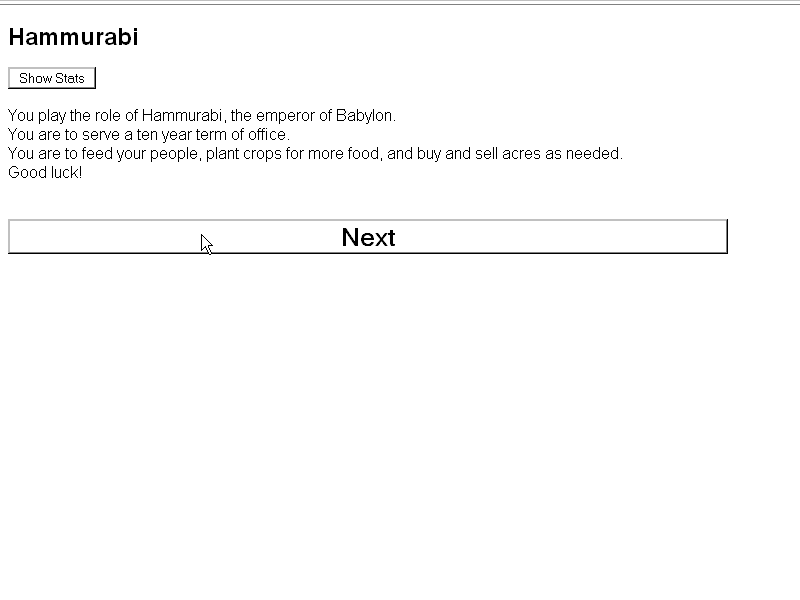 Hammurabi
Show Stats
You play the role of Hammurabi, the emperor of Babylon.
You are to serve a ten year term of office.
You are to feed your people, plant crops for more food, and buy and sell acres as needed.
Good luck!
Next